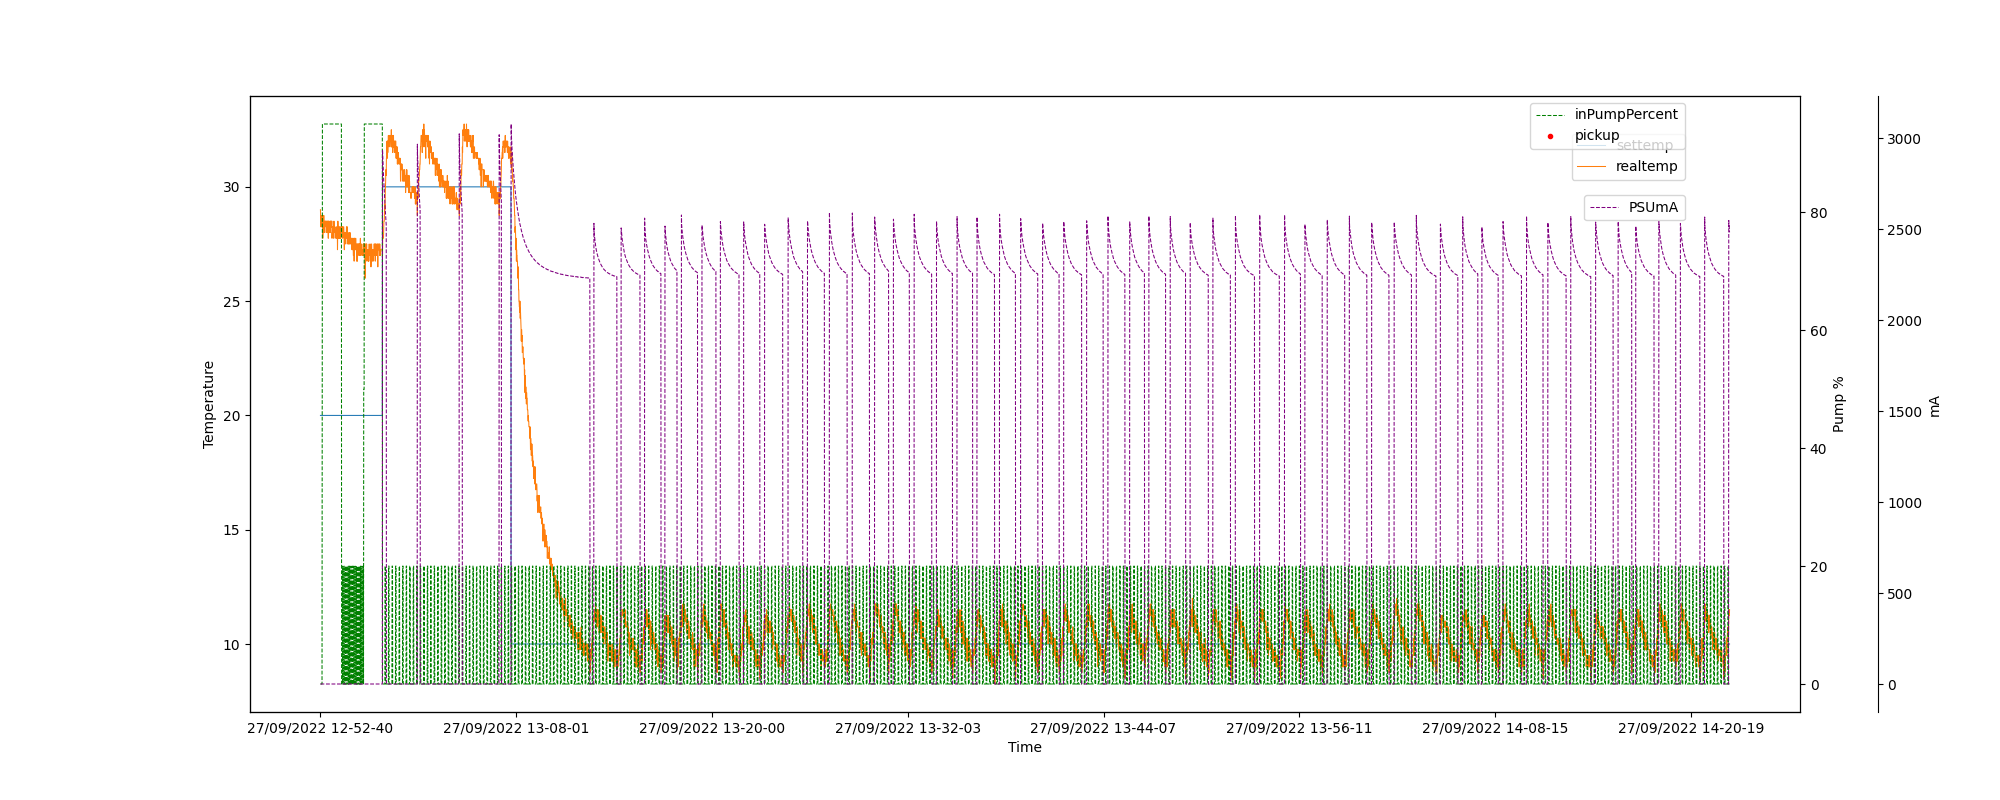 inPumpPercent
pickup
settemp
realtemp
PSUmA
30
25
20
15
10
Temperature
80
60
40
20
0
Pump %
3000
2500
2000
1500
1000
500
0
mA
27/09/2022 12-52-40
27/09/2022 13-08-01
27/09/2022 13-20-00
27/09/2022 13-32-03
27/09/2022 13-44-07
27/09/2022 13-56-11
27/09/2022 14-08-15
27/09/2022 14-20-19
Time